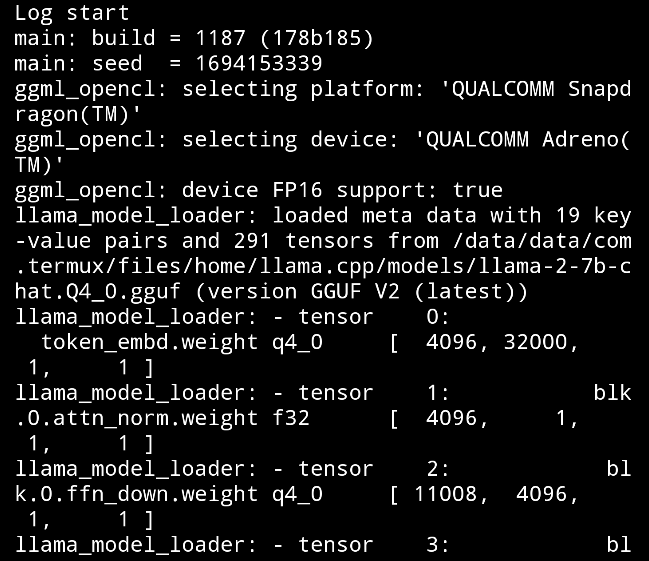 Log start
main: build = 1187 (178b185)
main: seed  = 1694153339
ggml_opencl: selecting platform: 'QUALCOMM Snapd
ragon(TM)'
ggml_opencl: selecting device: 'QUALCOMM Adreno(
TM)'
ggml_opencl: device FP16 support: true
llama_model_loader: loaded meta data with 19 key
-value pairs and 291 tensors from /data/data/com
.termux/files/home/llama.cpp/models/llama-2-7b-c
hat.Q4_0.gguf (version GGUF V2 (latest))
llama_model_loader: - tensor    0:
  token_embd.weight q4_0     [  4096, 32000,
 1,     1 ]
llama_model_loader: - tensor    1:           blk
.0.attn_norm.weight f32      [  4096,     1,
 1,     1 ]
llama_model_loader: - tensor    2:            bl
k.0.ffn_down.weight q4_0     [ 11008,  4096,
 1,     1 ]
llama_model_loader: - tensor    3:            bl